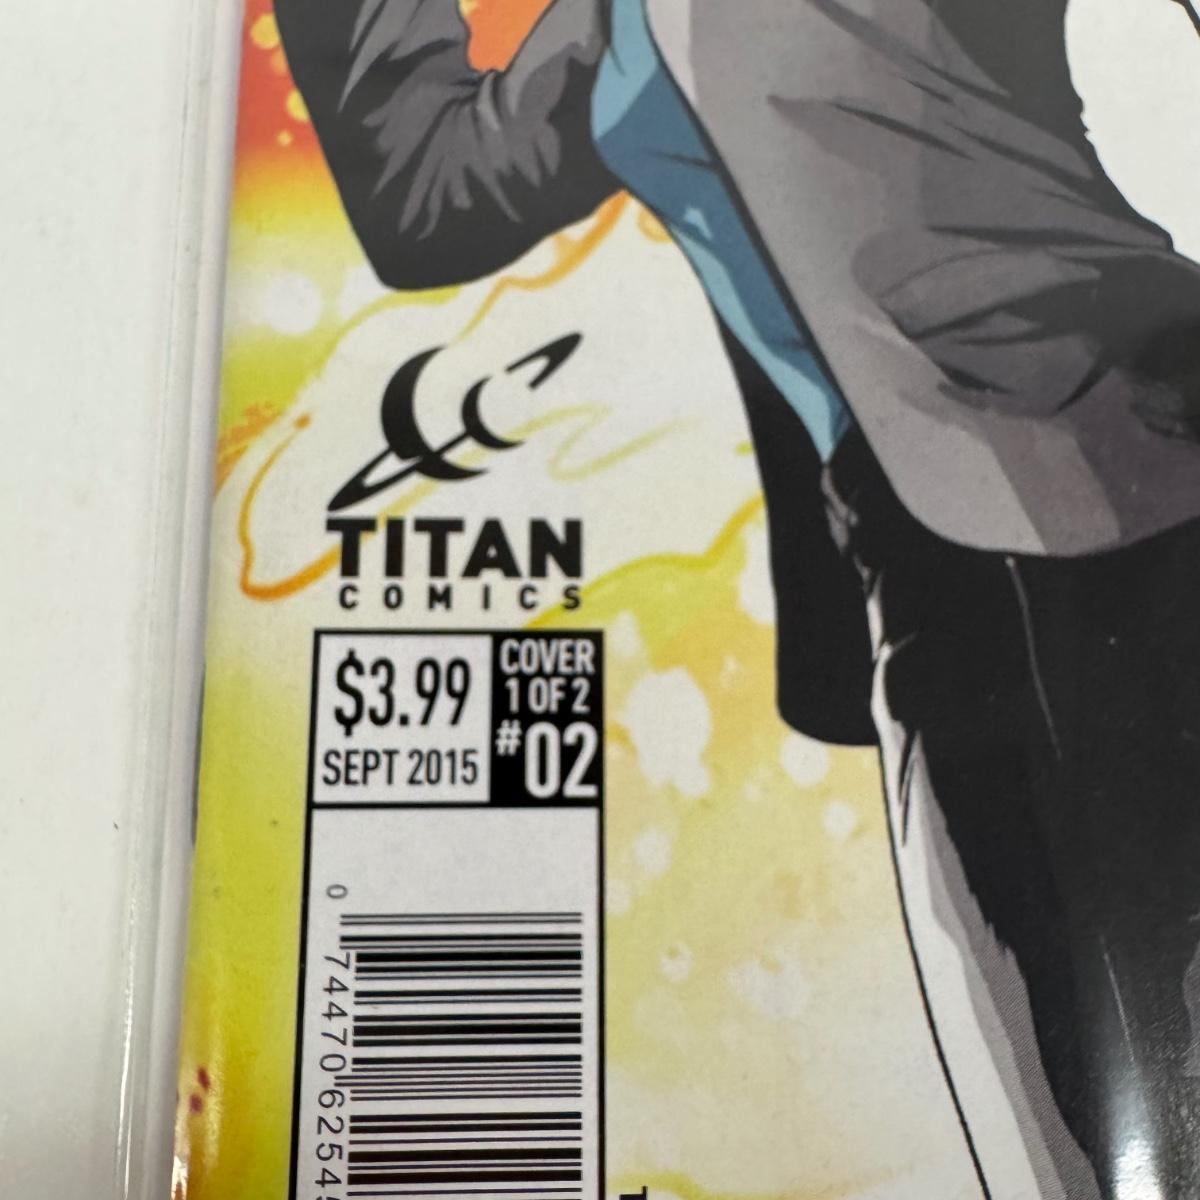 TITAN
COMICS
$3.99
SEPT 2015
COVER
1 OF 2
#02
0
74470 6254